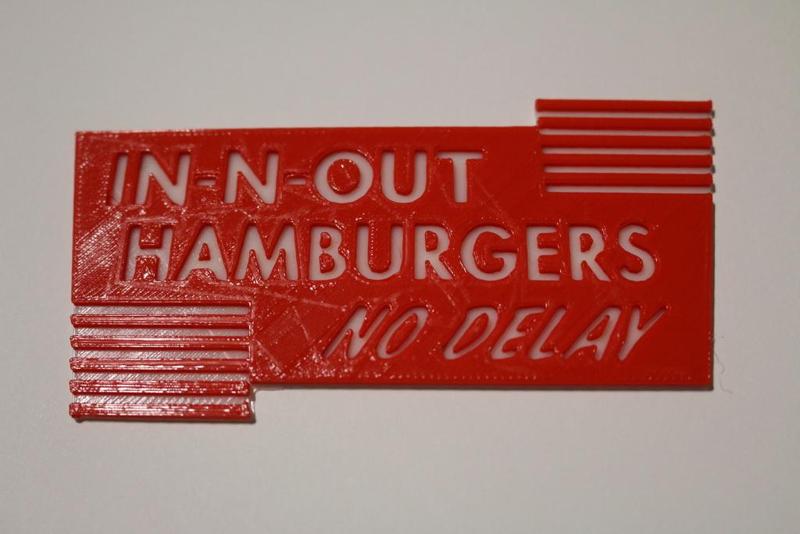 IN-N-OUT
HAMBURGERS
NO DELAY